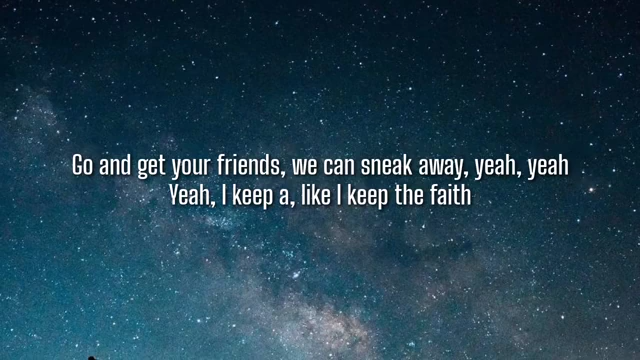 Go and get your friends, we can sneak away, yeah, yeah
Yeah, I keep a, like I keep the faith